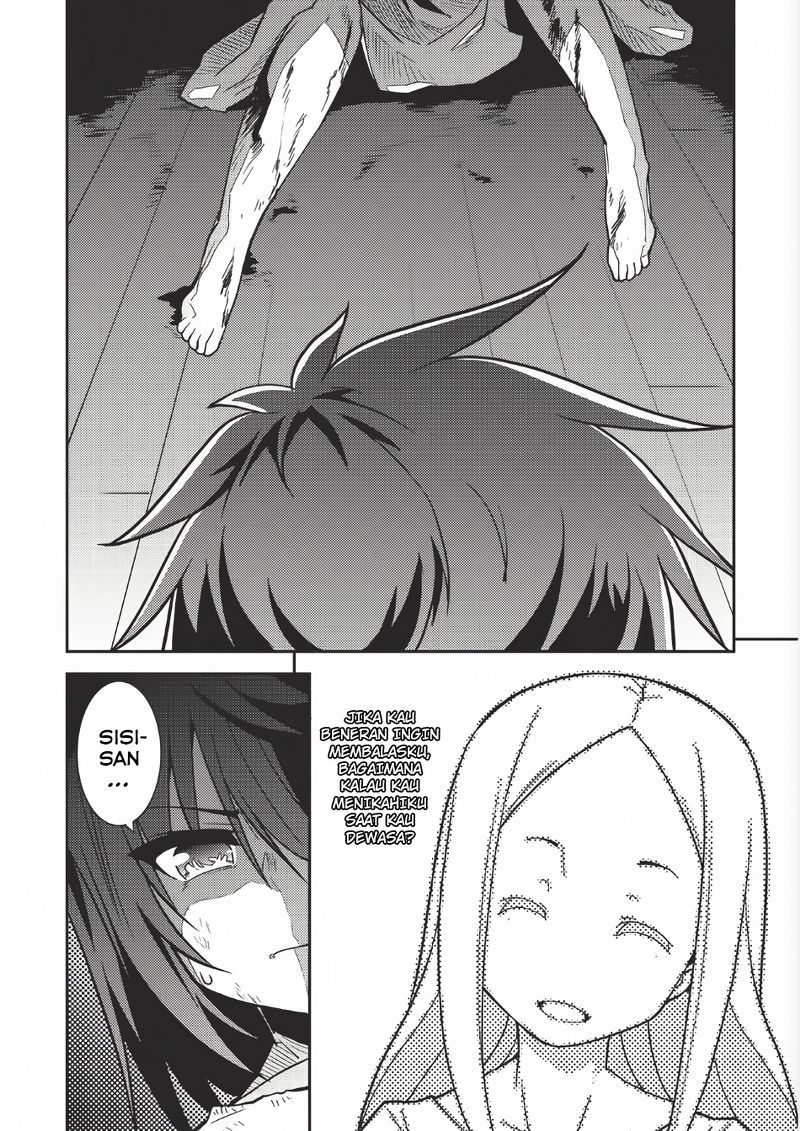 JIKA KAU
BENERAN INGIN
MEMBALASKU,
BAGAIMANA
KALAU KAU
MENIKAHIKU
SAAT KAU
DEWASA?
SISI-
SAN
...